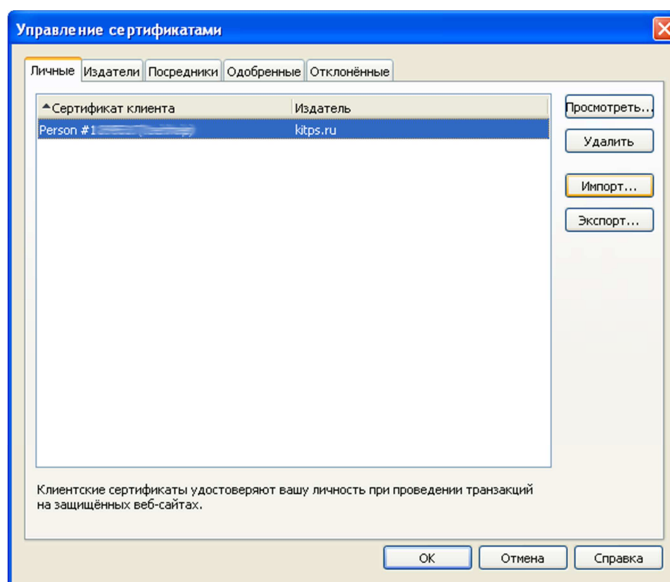 Управление сертификатами
Личные Издатели Посредники Одобренные Отклонённые
Сертификат клиента Издатель
Person #1 kitps.ru
Просмотреть...
Удалить
Импорт...
Экспорт...
Клиентские сертификаты удостоверяют вашу личность при проведении транзакций
на защищённых веб-сайтах.
OK Отмена Справка